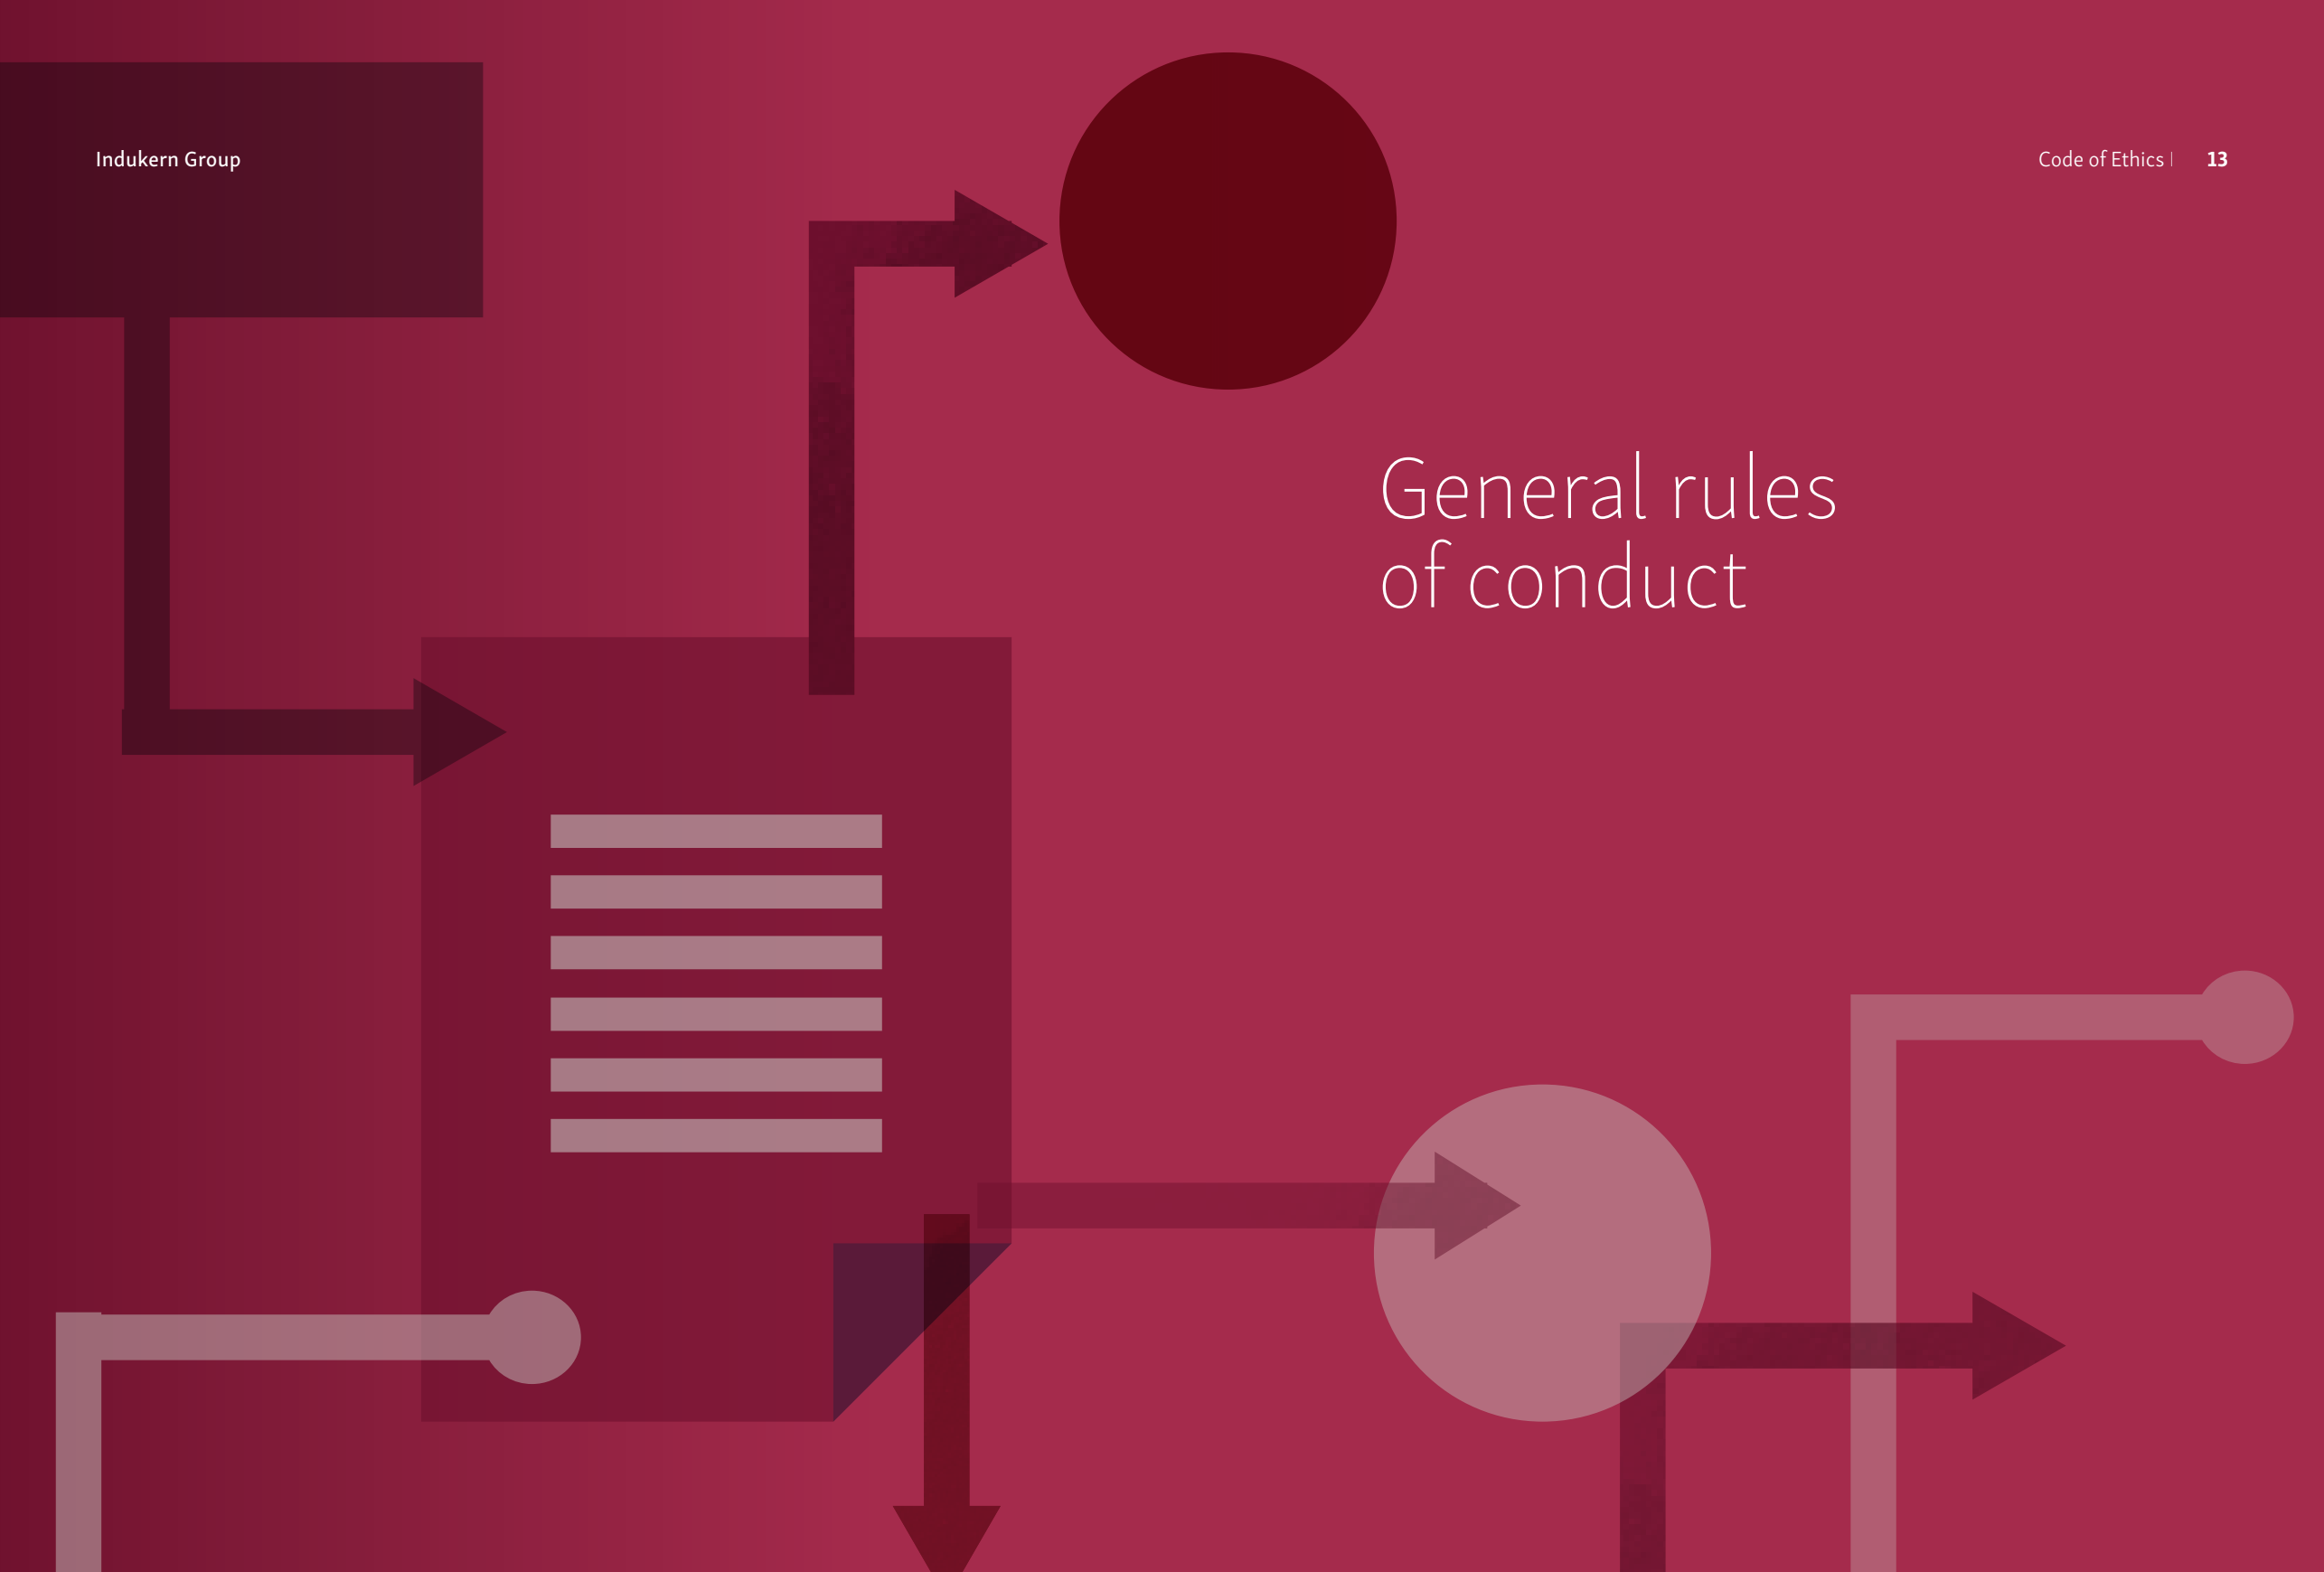 Indukern Group
Code of Ethics | 13
General rules
of conduct